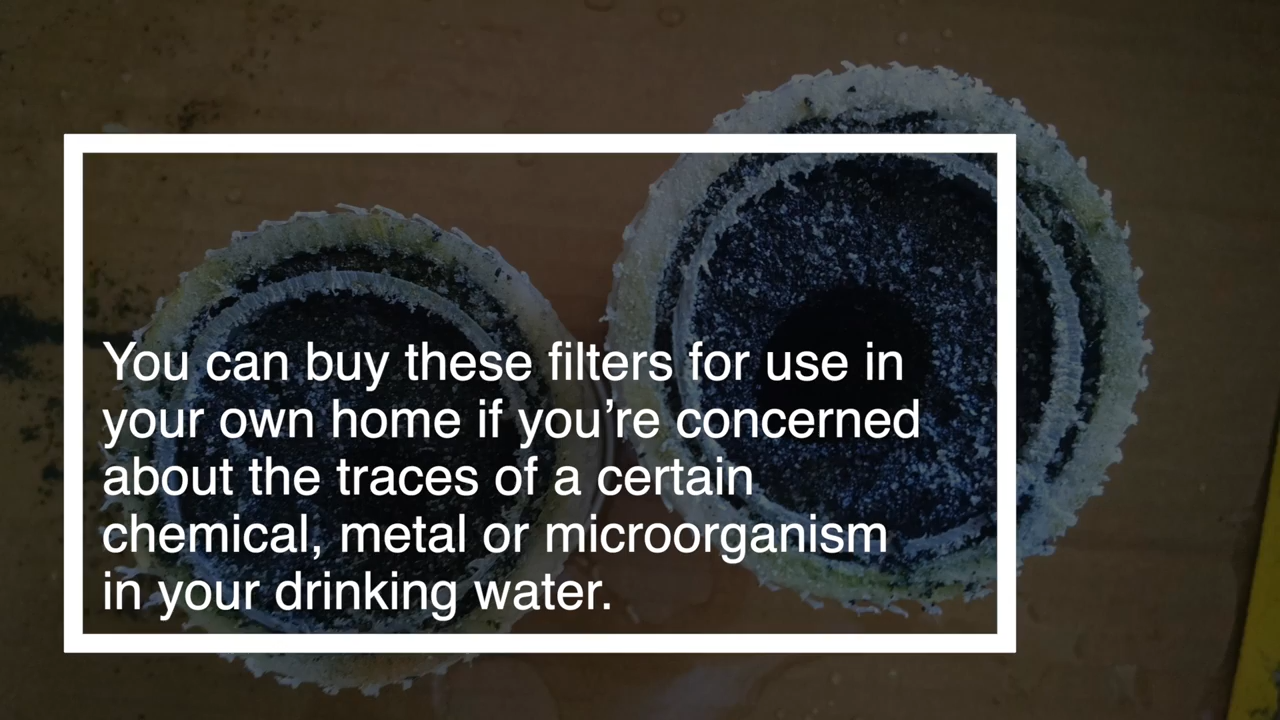 You can buy these filters for use in
your own home if you’re concerned
about the traces of a certain
chemical, metal or microorganism
in your drinking water.